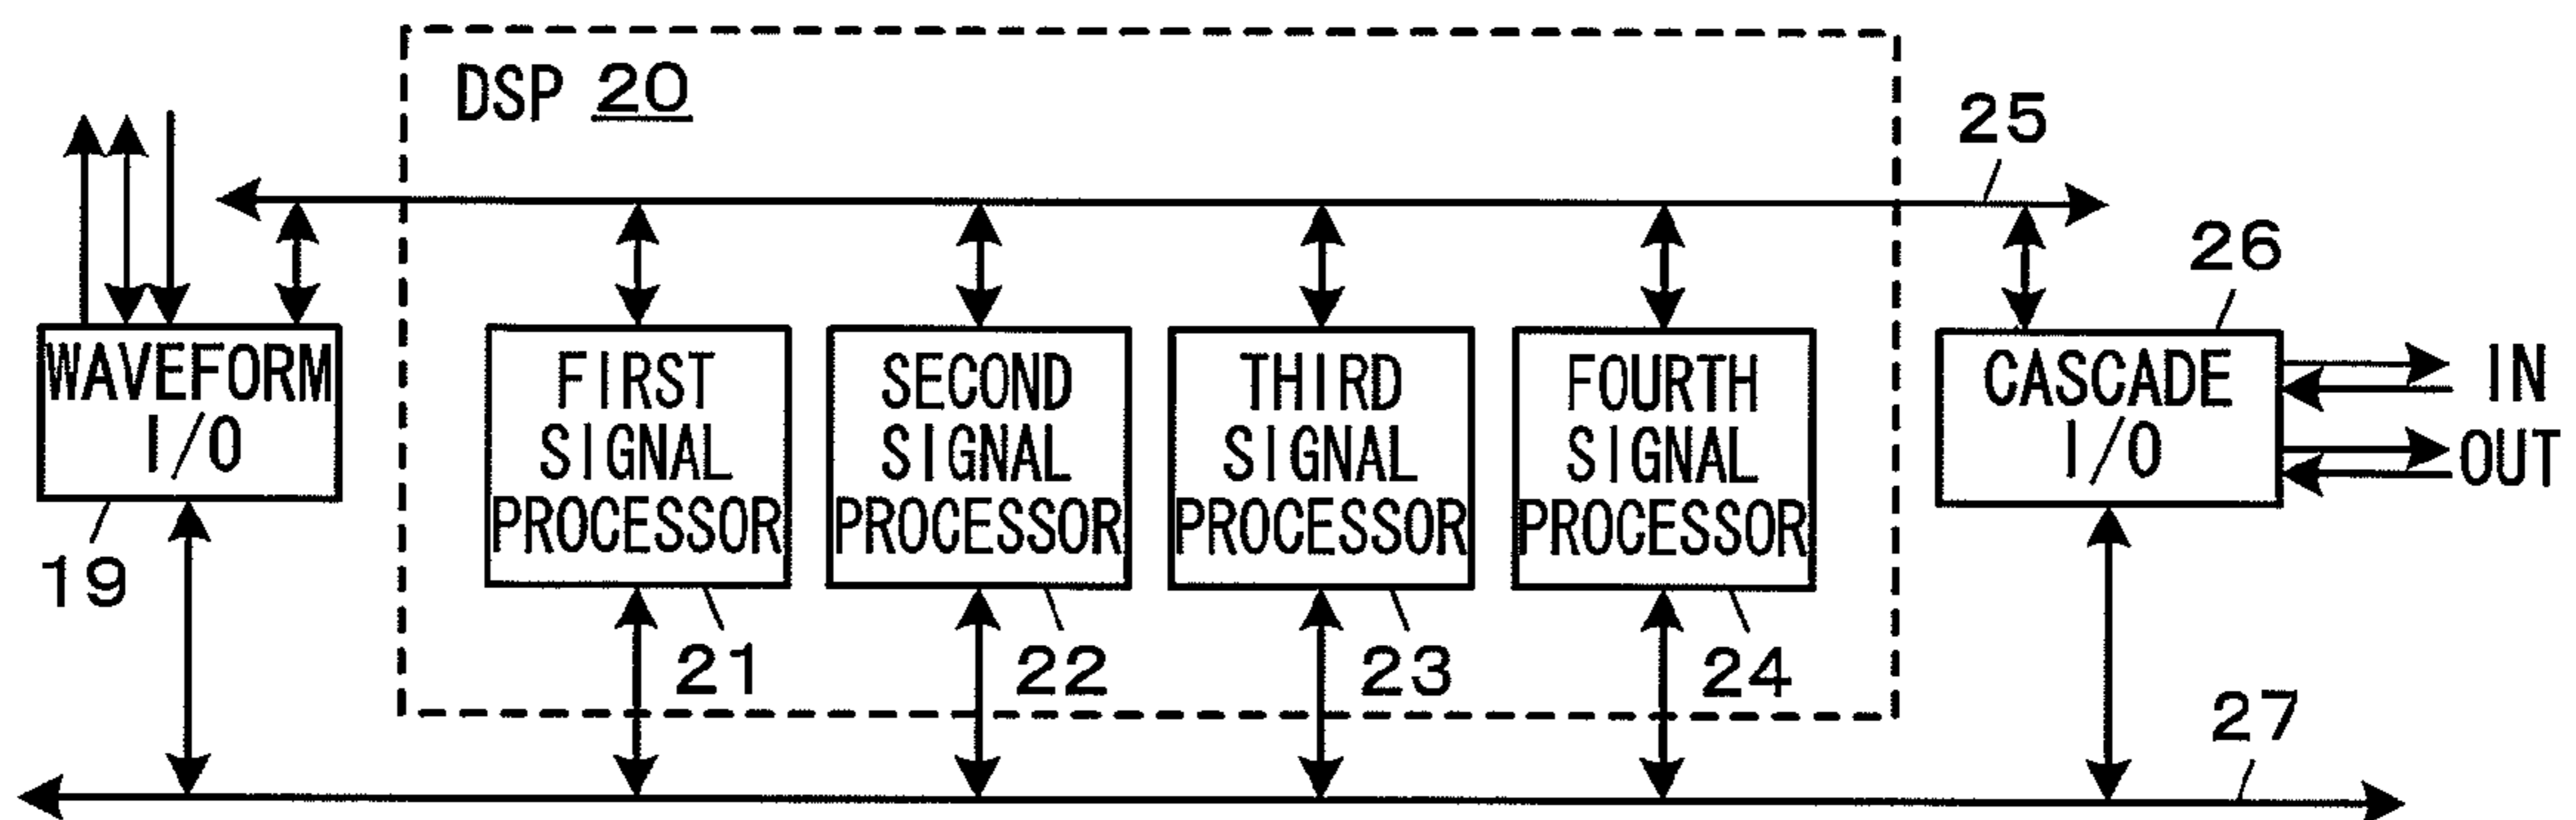 DSP 20
25
26
WAVEFORM
I/O
19
FIRST
SIGNAL
PROCESSOR
21
SECOND
SIGNAL
PROCESSOR
22
THIRD
SIGNAL
PROCESSOR
23
FOURTH
SIGNAL
PROCESSOR
24
CASCADE
I/O
IN
OUT
27